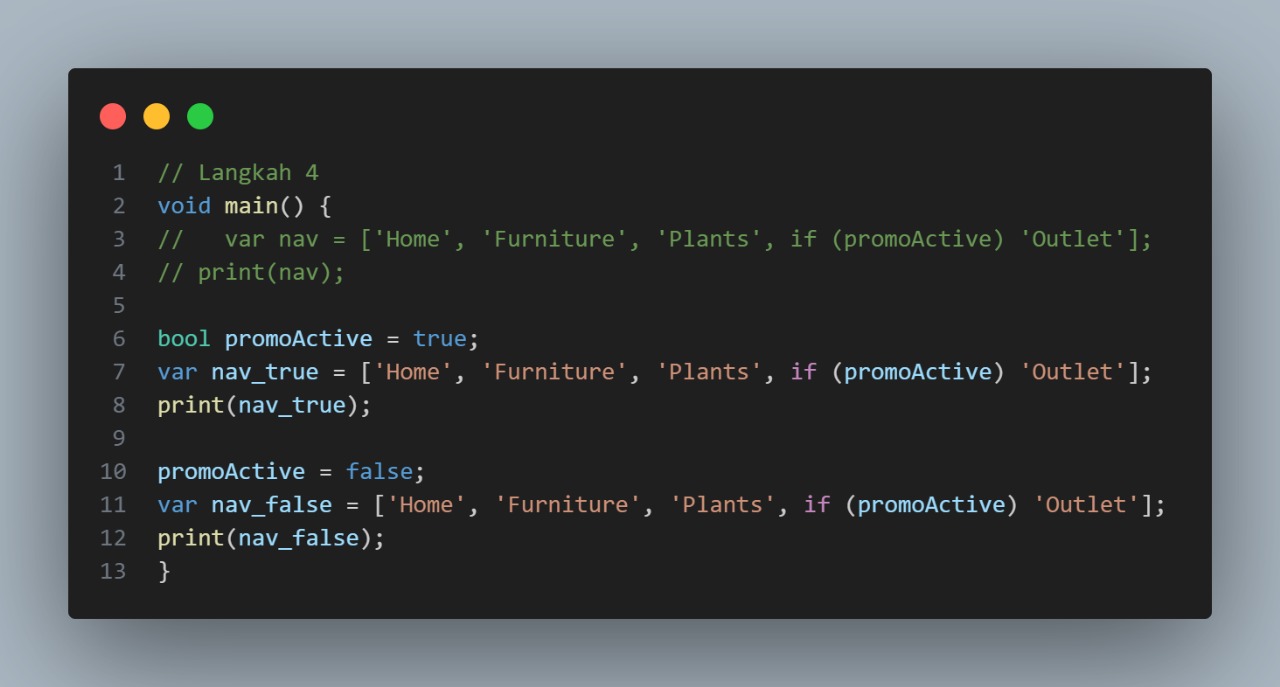 1 // Langkah 4
2 void main() {
3 //   var nav = ['Home', 'Furniture', 'Plants', if (promoActive) 'Outlet'];
4 // print(nav);
5
6 bool promoActive = true;
7 var nav_true = ['Home', 'Furniture', 'Plants', if (promoActive) 'Outlet'];
8 print(nav_true);
9
10 promoActive = false;
11 var nav_false = ['Home', 'Furniture', 'Plants', if (promoActive) 'Outlet'];
12 print(nav_false);
13 }